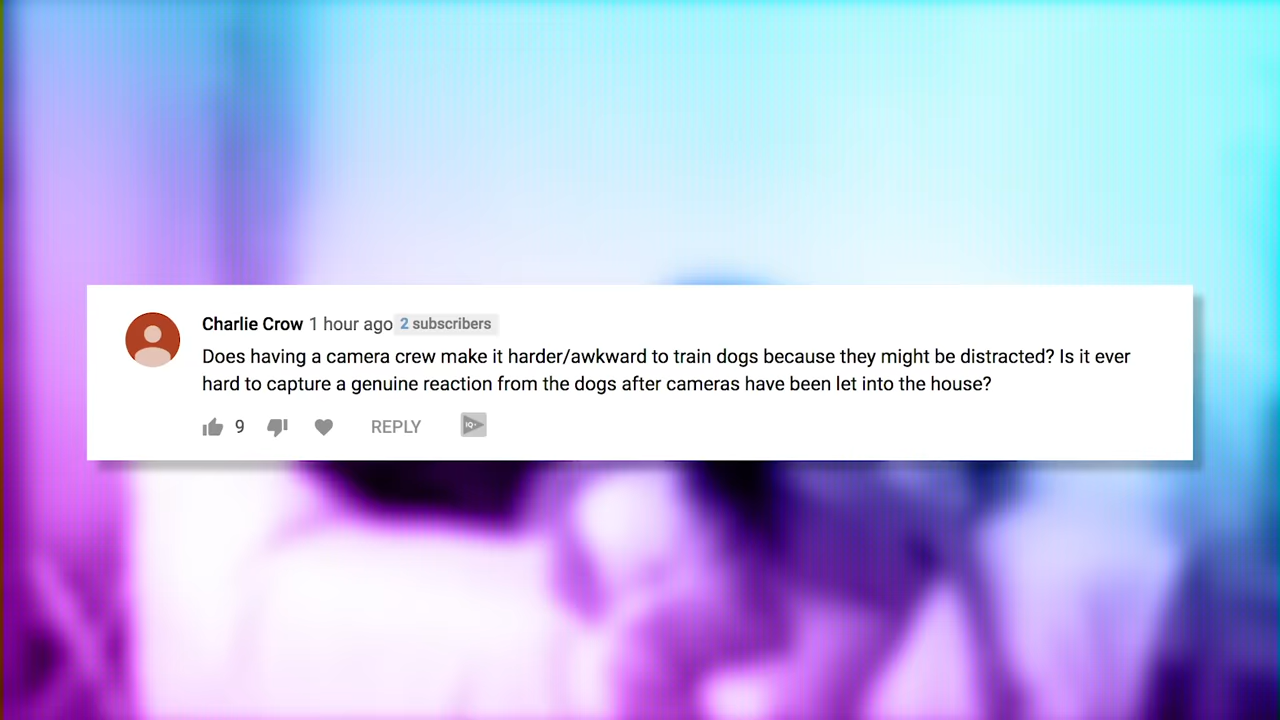 Charlie Crow 1 hour ago 2 subscribers
Does having a camera crew make it harder/awkward to train dogs because they might be distracted? Is it ever
hard to capture a genuine reaction from the dogs after cameras have been let into the house?
9 REPLY IQ